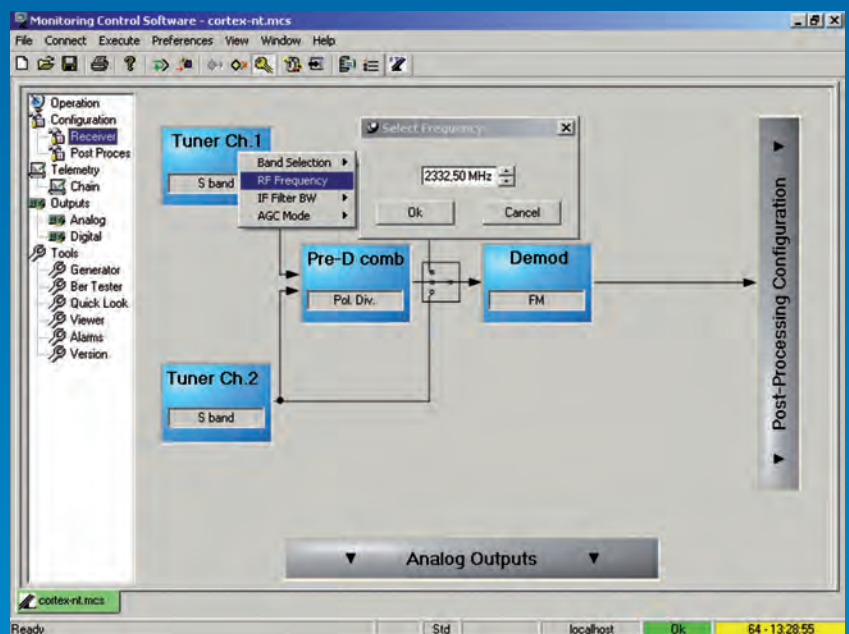 Monitoring Control Software - cortex-nt.mcs
File Connect Execute Preferences View Window Help
Operation
Configuration
Receiver
Post Proces
Telemetry
Chain
Outputs
Analog
Digital
Tools
Generator
Ber Tester
Quick Look
Viewer
Alarms
Version
Tuner Ch.1
S band
Band Selection
RF Frequency
IF Filter BW
AGC Mode
Select Frequency
2332,50 MHz
Ok Cancel
Pre-D comb
Pol. Div.
Demod
FM
Tuner Ch.2
S band
Post-Processing Configuration
Analog Outputs
cortex-nt.mcs
Ready Std localhost Ok 64 - 13:28:55